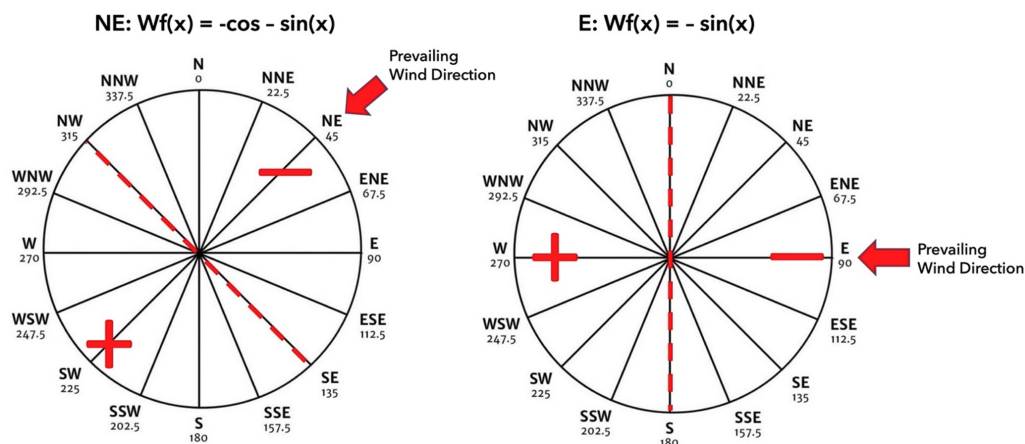 NE: Wf(x) = -cos – sin(x)
Prevailing
Wind Direction
N
0
NNE
22.5
NE
45
ENE
67.5
E
90
ESE
112.5
SE
135
SSE
157.5
S
180
SSW
202.5
SW
225
WSW
247.5
W
270
WNW
292.5
NW
315
NNW
337.5
E: Wf(x) = – sin(x)
N
0
NNE
22.5
NE
45
ENE
67.5
E
90
Prevailing
Wind Direction
ESE
112.5
SE
135
SSE
157.5
S
180
SSW
202.5
SW
225
WSW
247.5
W
270
WNW
292.5
NW
315
NNW
337.5